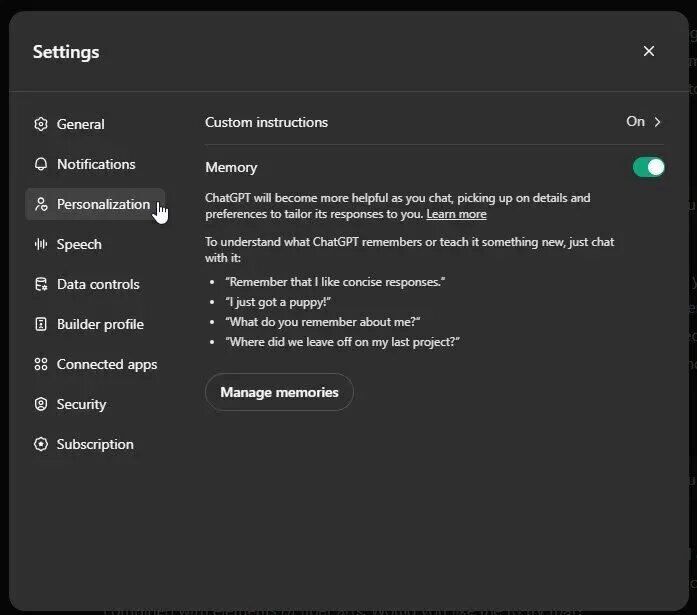 Settings
General
Notifications
Personalization
Speech
Data controls
Builder profile
Connected apps
Security
Subscription
Custom instructions
On
Memory
ChatGPT will become more helpful as you chat, picking up on details and
preferences to tailor its responses to you. Learn more
To understand what ChatGPT remembers or teach it something new, just chat
with it:
• “Remember that I like concise responses.”
• “I just got a puppy!”
• “What do you remember about me?”
• “Where did we leave off on my last project?”
Manage memories